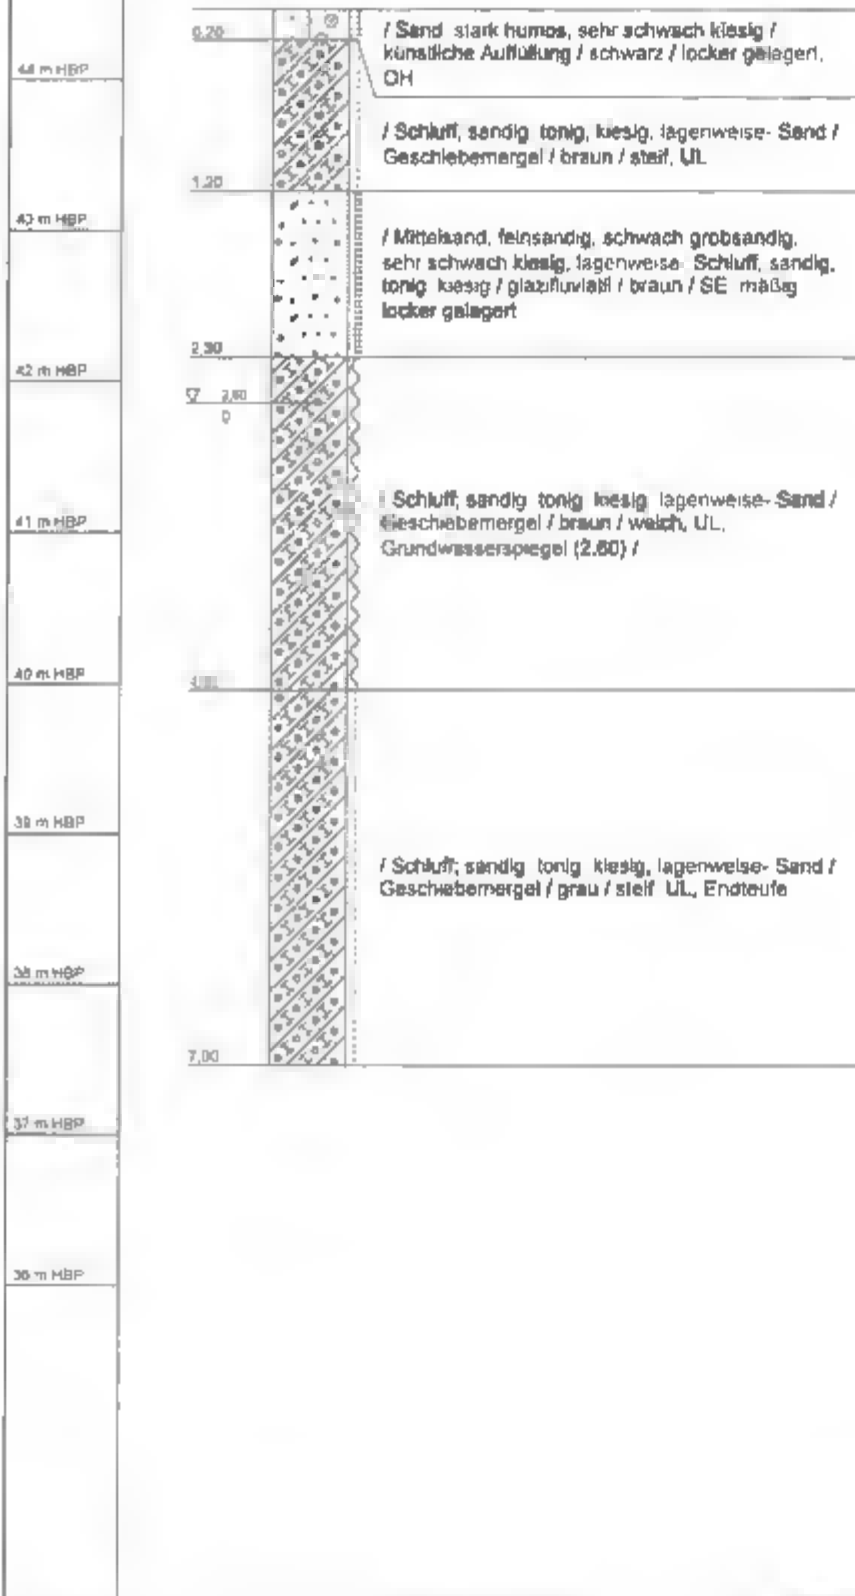 0,20
/ Sand stark humos, sehr schwach kiesig /
künstliche Auffüllung / schwarz / locker gelagert,
OH
44 m HBP
/ Schluff, sandig tonig, kiesig, lagenweise- Sand /
Geschiebemergel / braun / steif, UL
1,20
43 m HBP
/ Mittelsand, feinsandig, schwach grobsandig,
sehr schwach kiesig, lagenweise- Schluff, sandig,
tonig kiesig / glazifluviatil / braun / SE mäßig
locker gelagert
2,30
42 m HBP
2,60
0
/ Schluff, sandig tonig kiesig lagenweise- Sand /
Geschiebemergel / braun / weich, UL,
Grundwasserspiegel (2.60) /
41 m HBP
40 m HBP
39 m HBP
/ Schluff, sandig tonig kiesig, lagenweise- Sand /
Geschiebemergel / grau / steif UL, Endteufe
38 m HBP
7,00
37 m HBP
36 m HBP